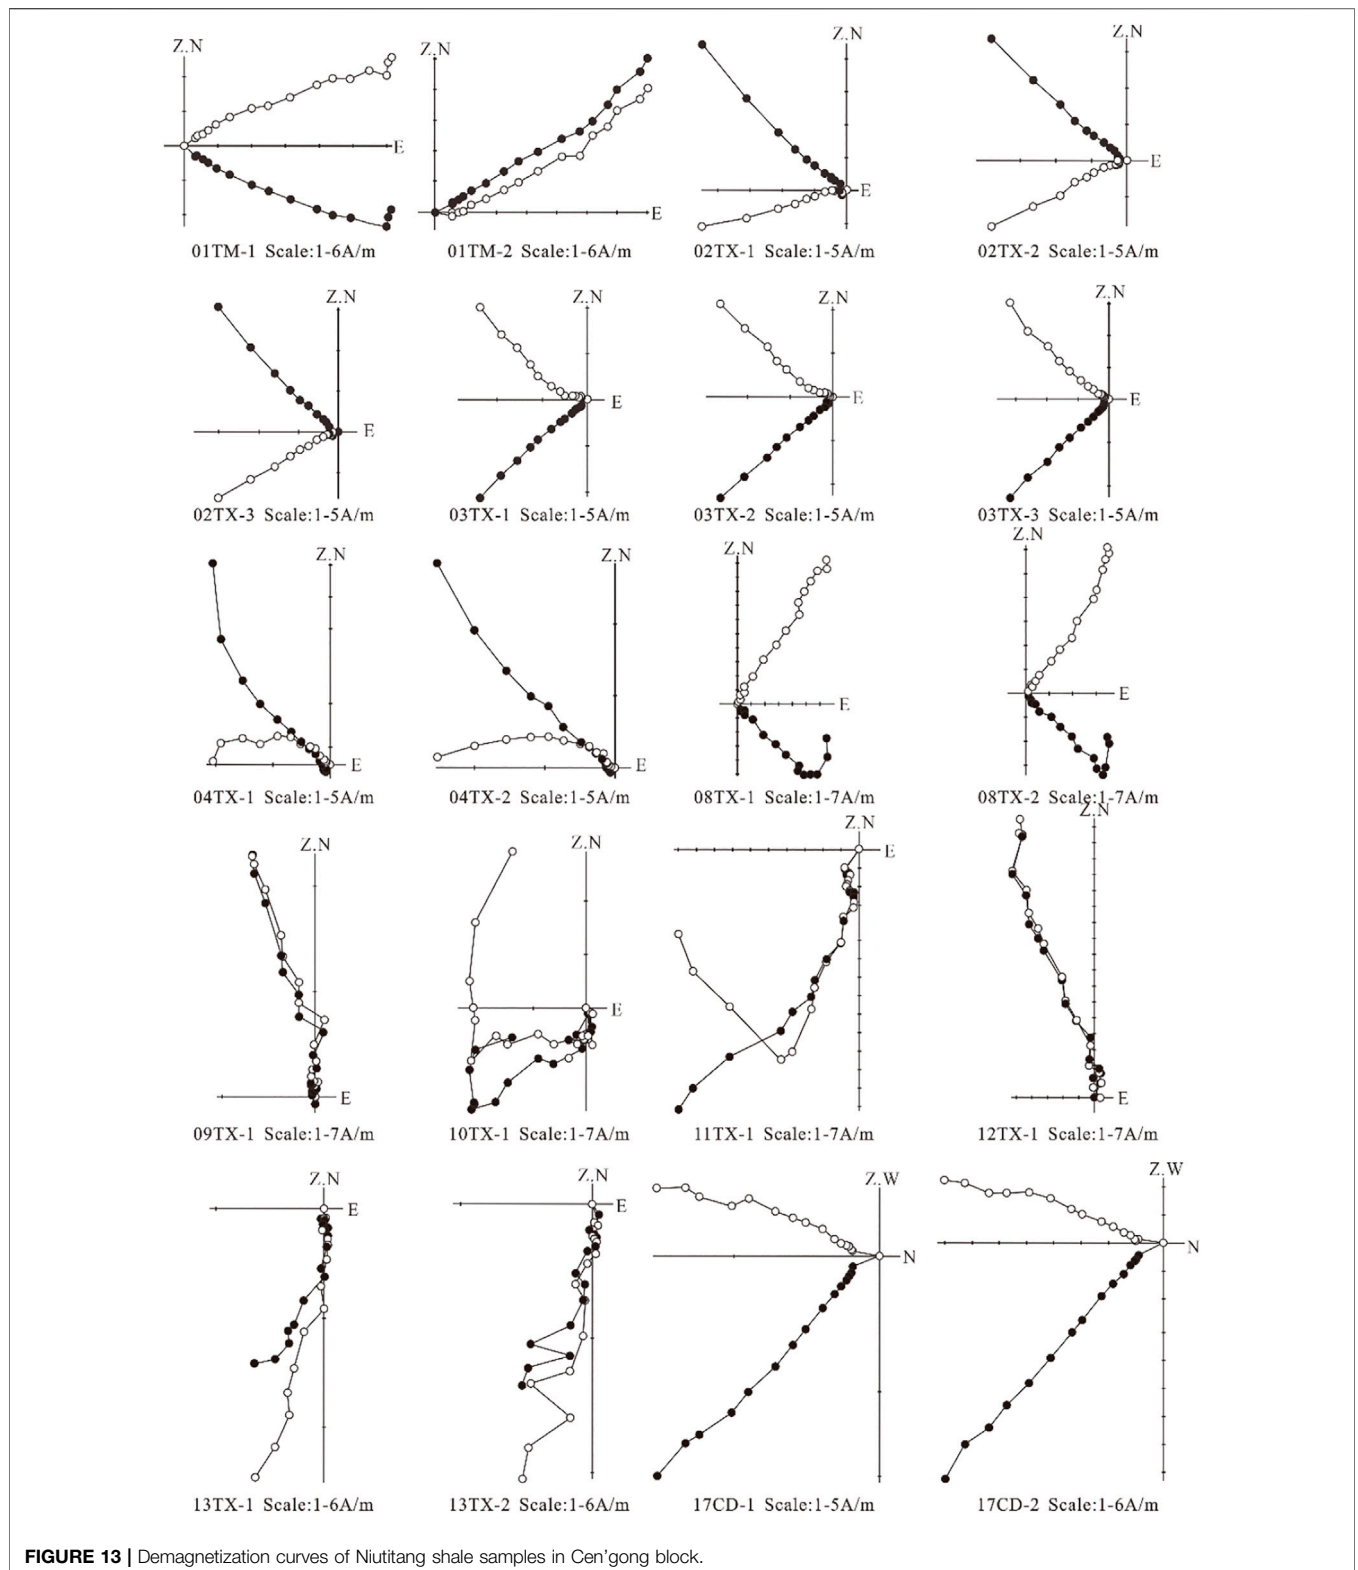 Z.N Z.N Z.N Z.N
E E E E
01TM-1 Scale:1-6A/m 01TM-2 Scale:1-6A/m 02TX-1 Scale:1-5A/m 02TX-2 Scale:1-5A/m
Z.N Z.N Z.N Z.N
E E E E
02TX-3 Scale:1-5A/m 03TX-1 Scale:1-5A/m 03TX-2 Scale:1-5A/m 03TX-3 Scale:1-5A/m
Z.N Z.N Z.N Z.N
E E E E
04TX-1 Scale:1-5A/m 04TX-2 Scale:1-5A/m 08TX-1 Scale:1-7A/m 08TX-2 Scale:1-7A/m
Z.N Z.N Z.N Z.N
E E E E
09TX-1 Scale:1-7A/m 10TX-1 Scale:1-7A/m 11TX-1 Scale:1-7A/m 12TX-1 Scale:1-7A/m
Z.N Z.N Z.W Z.W
E E N N
13TX-1 Scale:1-6A/m 13TX-2 Scale:1-6A/m 17CD-1 Scale:1-5A/m 17CD-2 Scale:1-6A/m
FIGURE 13 | Demagnetization curves of Niutitang shale samples in Cen’gong block.